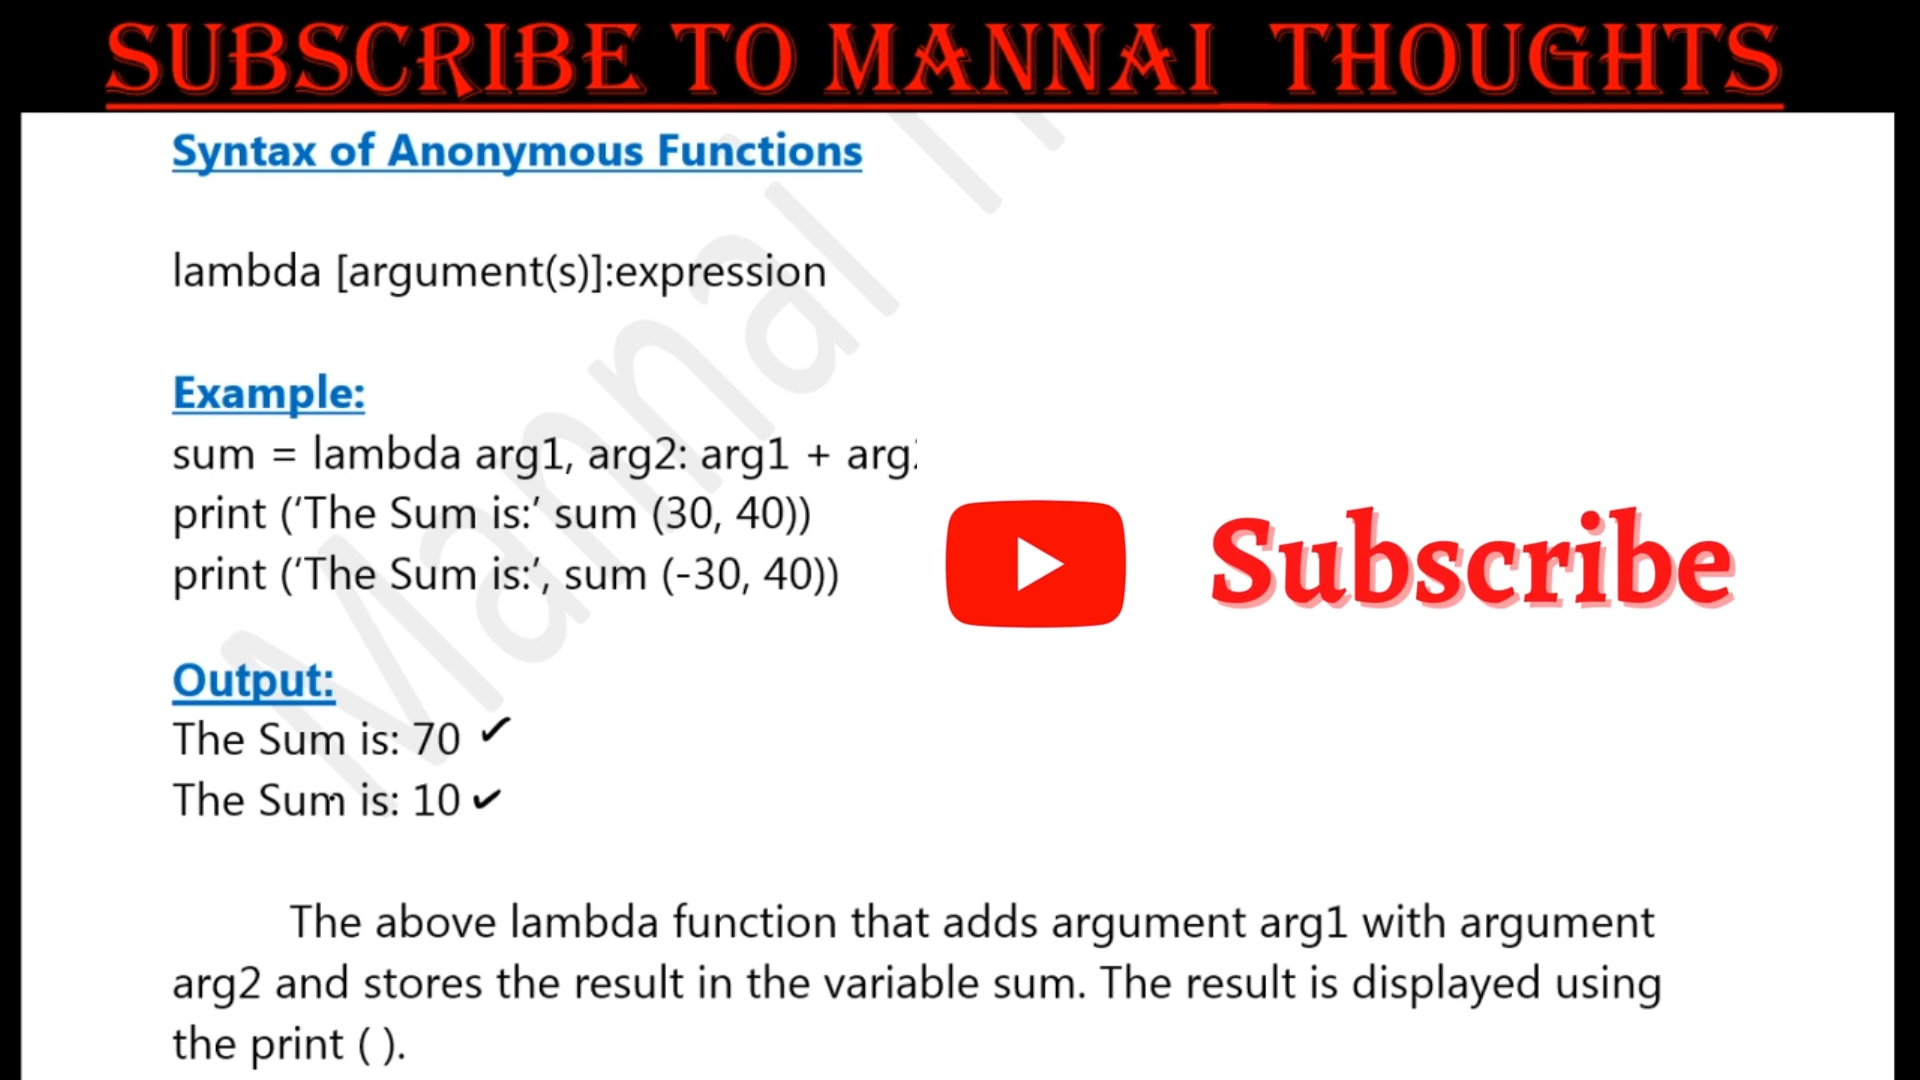 SUBSCRIBE TO MANNAI THOUGHTS
Syntax of Anonymous Functions
lambda [argument(s)]:expression
Example:
sum = lambda arg1, arg2: arg1 + arg
print (‘The Sum is:’ sum (30, 40))
print (‘The Sum is:’, sum (-30, 40))
Subscribe
Output:
The Sum is: 70 ✓
The Sum is: 10 ✓
The above lambda function that adds argument arg1 with argument
arg2 and stores the result in the variable sum. The result is displayed using
the print ( ).
Mannai